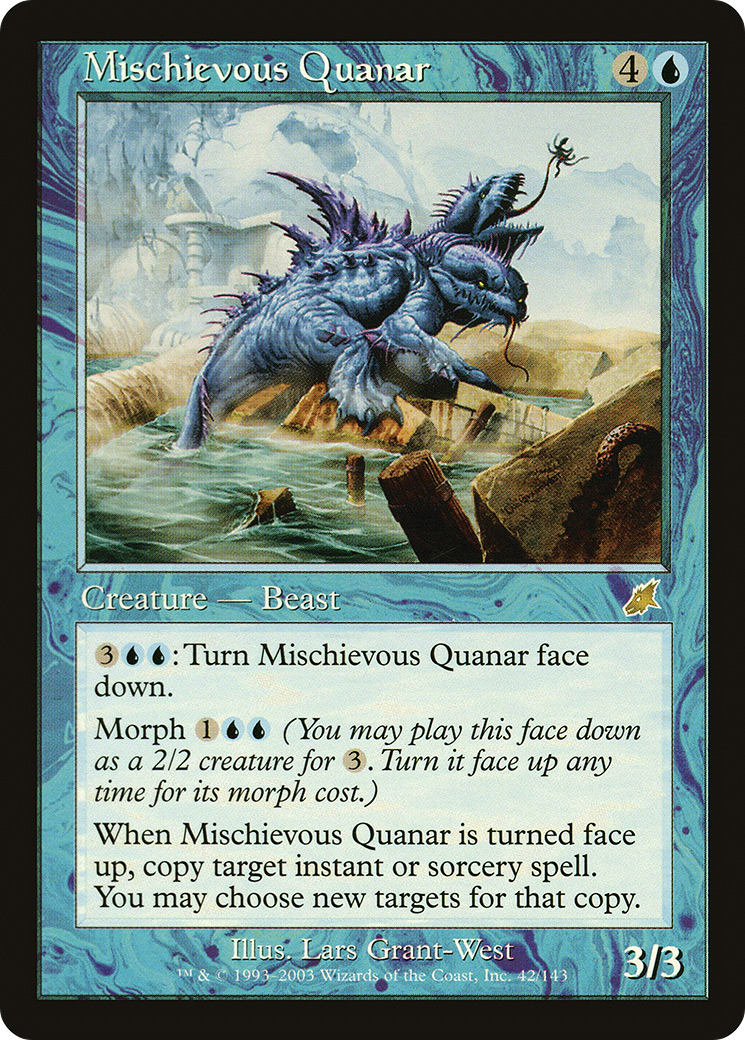 Mischievous Quanar 4
Creature — Beast
3: Turn Mischievous Quanar face
down.
Morph 1 (You may play this face down
as a 2/2 creature for 3. Turn it face up any
time for its morph cost.)
When Mischievous Quanar is turned face
up, copy target instant or sorcery spell.
You may choose new targets for that copy.
Illus. Lars Grant-West
™ & © 1993–2003 Wizards of the Coast, Inc. 42/143
3/3